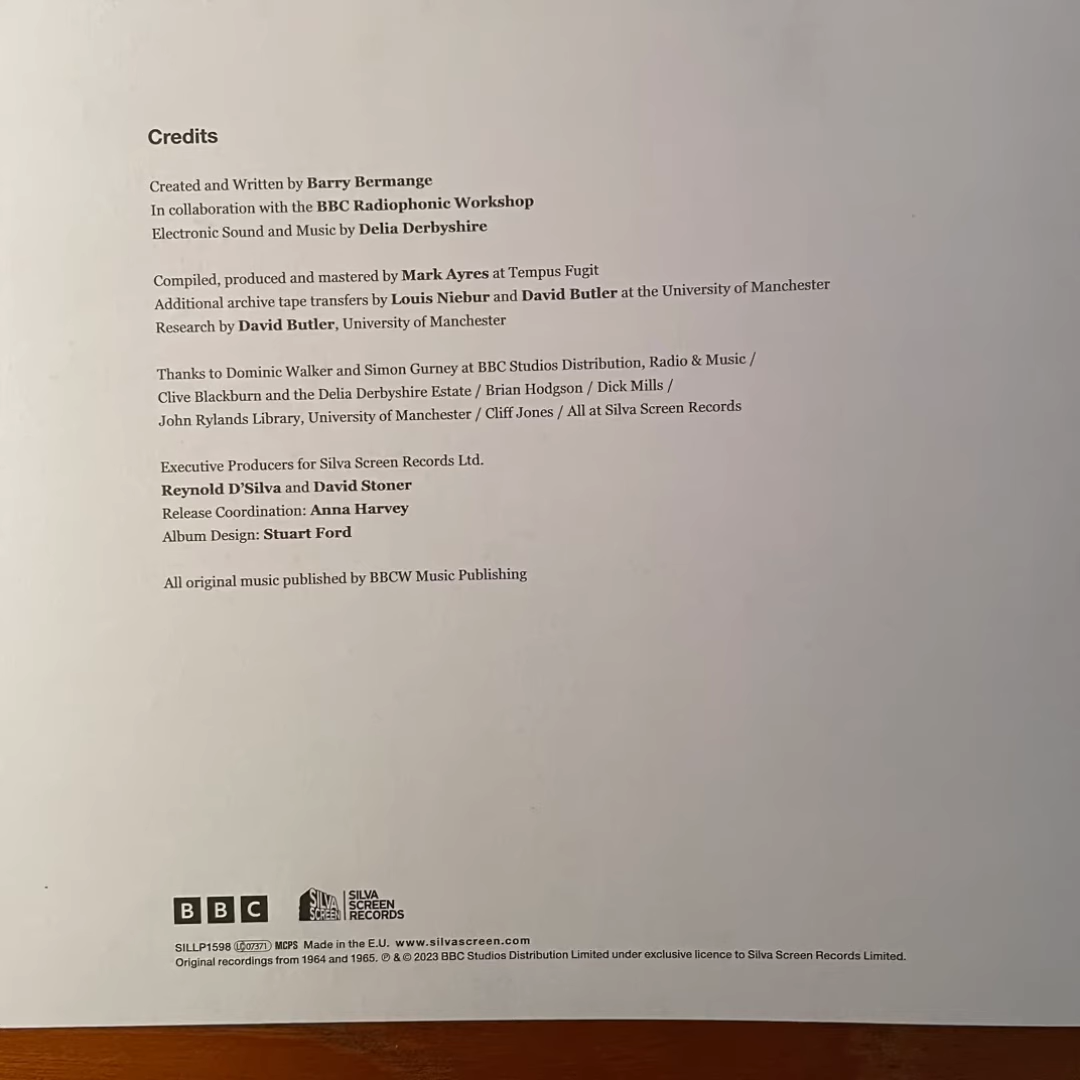 Credits
Created and Written by Barry Bermange
In collaboration with the BBC Radiophonic Workshop
Electronic Sound and Music by Delia Derbyshire
Compiled, produced and mastered by Mark Ayres at Tempus Fugit
Additional archive tape transfers by Louis Niebur and David Butler at the University of Manchester
Research by David Butler, University of Manchester
Thanks to Dominic Walker and Simon Gurney at BBC Studios Distribution, Radio & Music /
Clive Blackburn and the Delia Derbyshire Estate / Brian Hodgson / Dick Mills /
John Rylands Library, University of Manchester / Cliff Jones / All at Silva Screen Records
Executive Producers for Silva Screen Records Ltd.
Reynold D’Silva and David Stoner
Release Coordination: Anna Harvey
Album Design: Stuart Ford
All original music published by BBCW Music Publishing
BBC
SILVA SCREEN
SILVA
SCREEN
RECORDS
SILLP1598 LC07371 MCPS Made in the E.U. www.silvascreen.com
Original recordings from 1964 and 1965. ℗ & © 2023 BBC Studios Distribution Limited under exclusive licence to Silva Screen Records Limited.